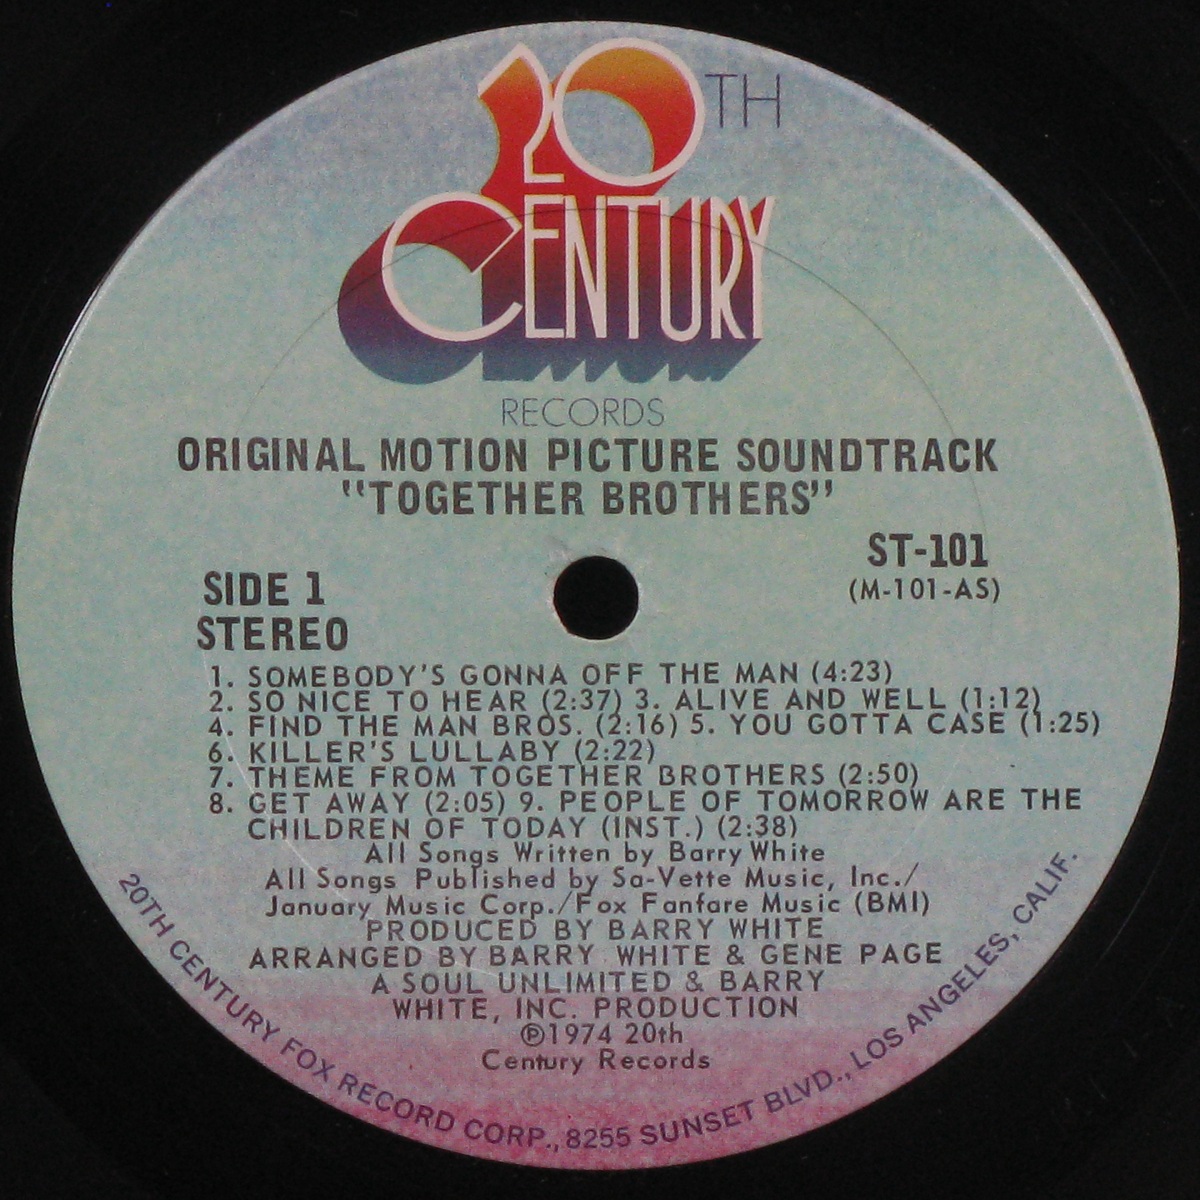 20TH
CENTURY
RECORDS
ORIGINAL MOTION PICTURE SOUNDTRACK
"TOGETHER BROTHERS"
ST-101
(M-101-AS)
SIDE 1
STEREO
1. SOMEBODY'S GONNA OFF THE MAN (4:23)
2. SO NICE TO HEAR (2:37) 3. ALIVE AND WELL (1:12)
4. FIND THE MAN BROS. (2:16) 5. YOU GOTTA CASE (1:25)
6. KILLER'S LULLABY (2:22)
7. THEME FROM TOGETHER BROTHERS (2:50)
8. GET AWAY (2:05) 9. PEOPLE OF TOMORROW ARE THE
CHILDREN OF TODAY (INST.) (2:38)
All Songs Written by Barry White
All Songs Published by Sa-Vette Music, Inc./
January Music Corp./Fox Fanfare Music (BMI)
PRODUCED BY BARRY WHITE
ARRANGED BY BARRY WHITE & GENE PAGE
A SOUL UNLIMITED & BARRY
WHITE, INC. PRODUCTION
℗1974 20th
Century Records
20TH CENTURY FOX RECORD CORP., 8255 SUNSET BLVD., LOS ANGELES, CALIF.